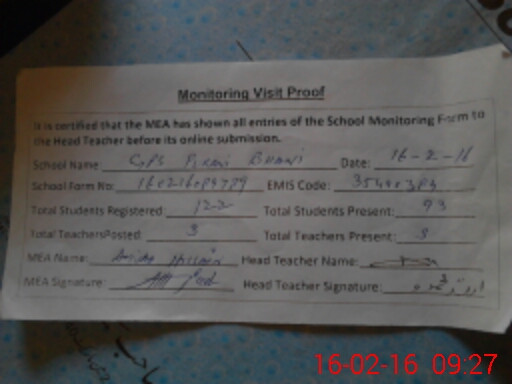 Monitoring Visit Proof
It is certified that the MEA has shown all entries of the School Monitoring Form to
the Head Teacher before its online submission.
School Name: GPS BHANI Date: 16-2-16
School Form No: EMIS Code:
Total Students Registered: 122 Total Students Present: 93
Total TeachersPosted: 3 Total Teachers Present: 3
MEA Name: Hussain Head Teacher Name:
MEA Signature: Head Teacher Signature:
16-02-16 09:27